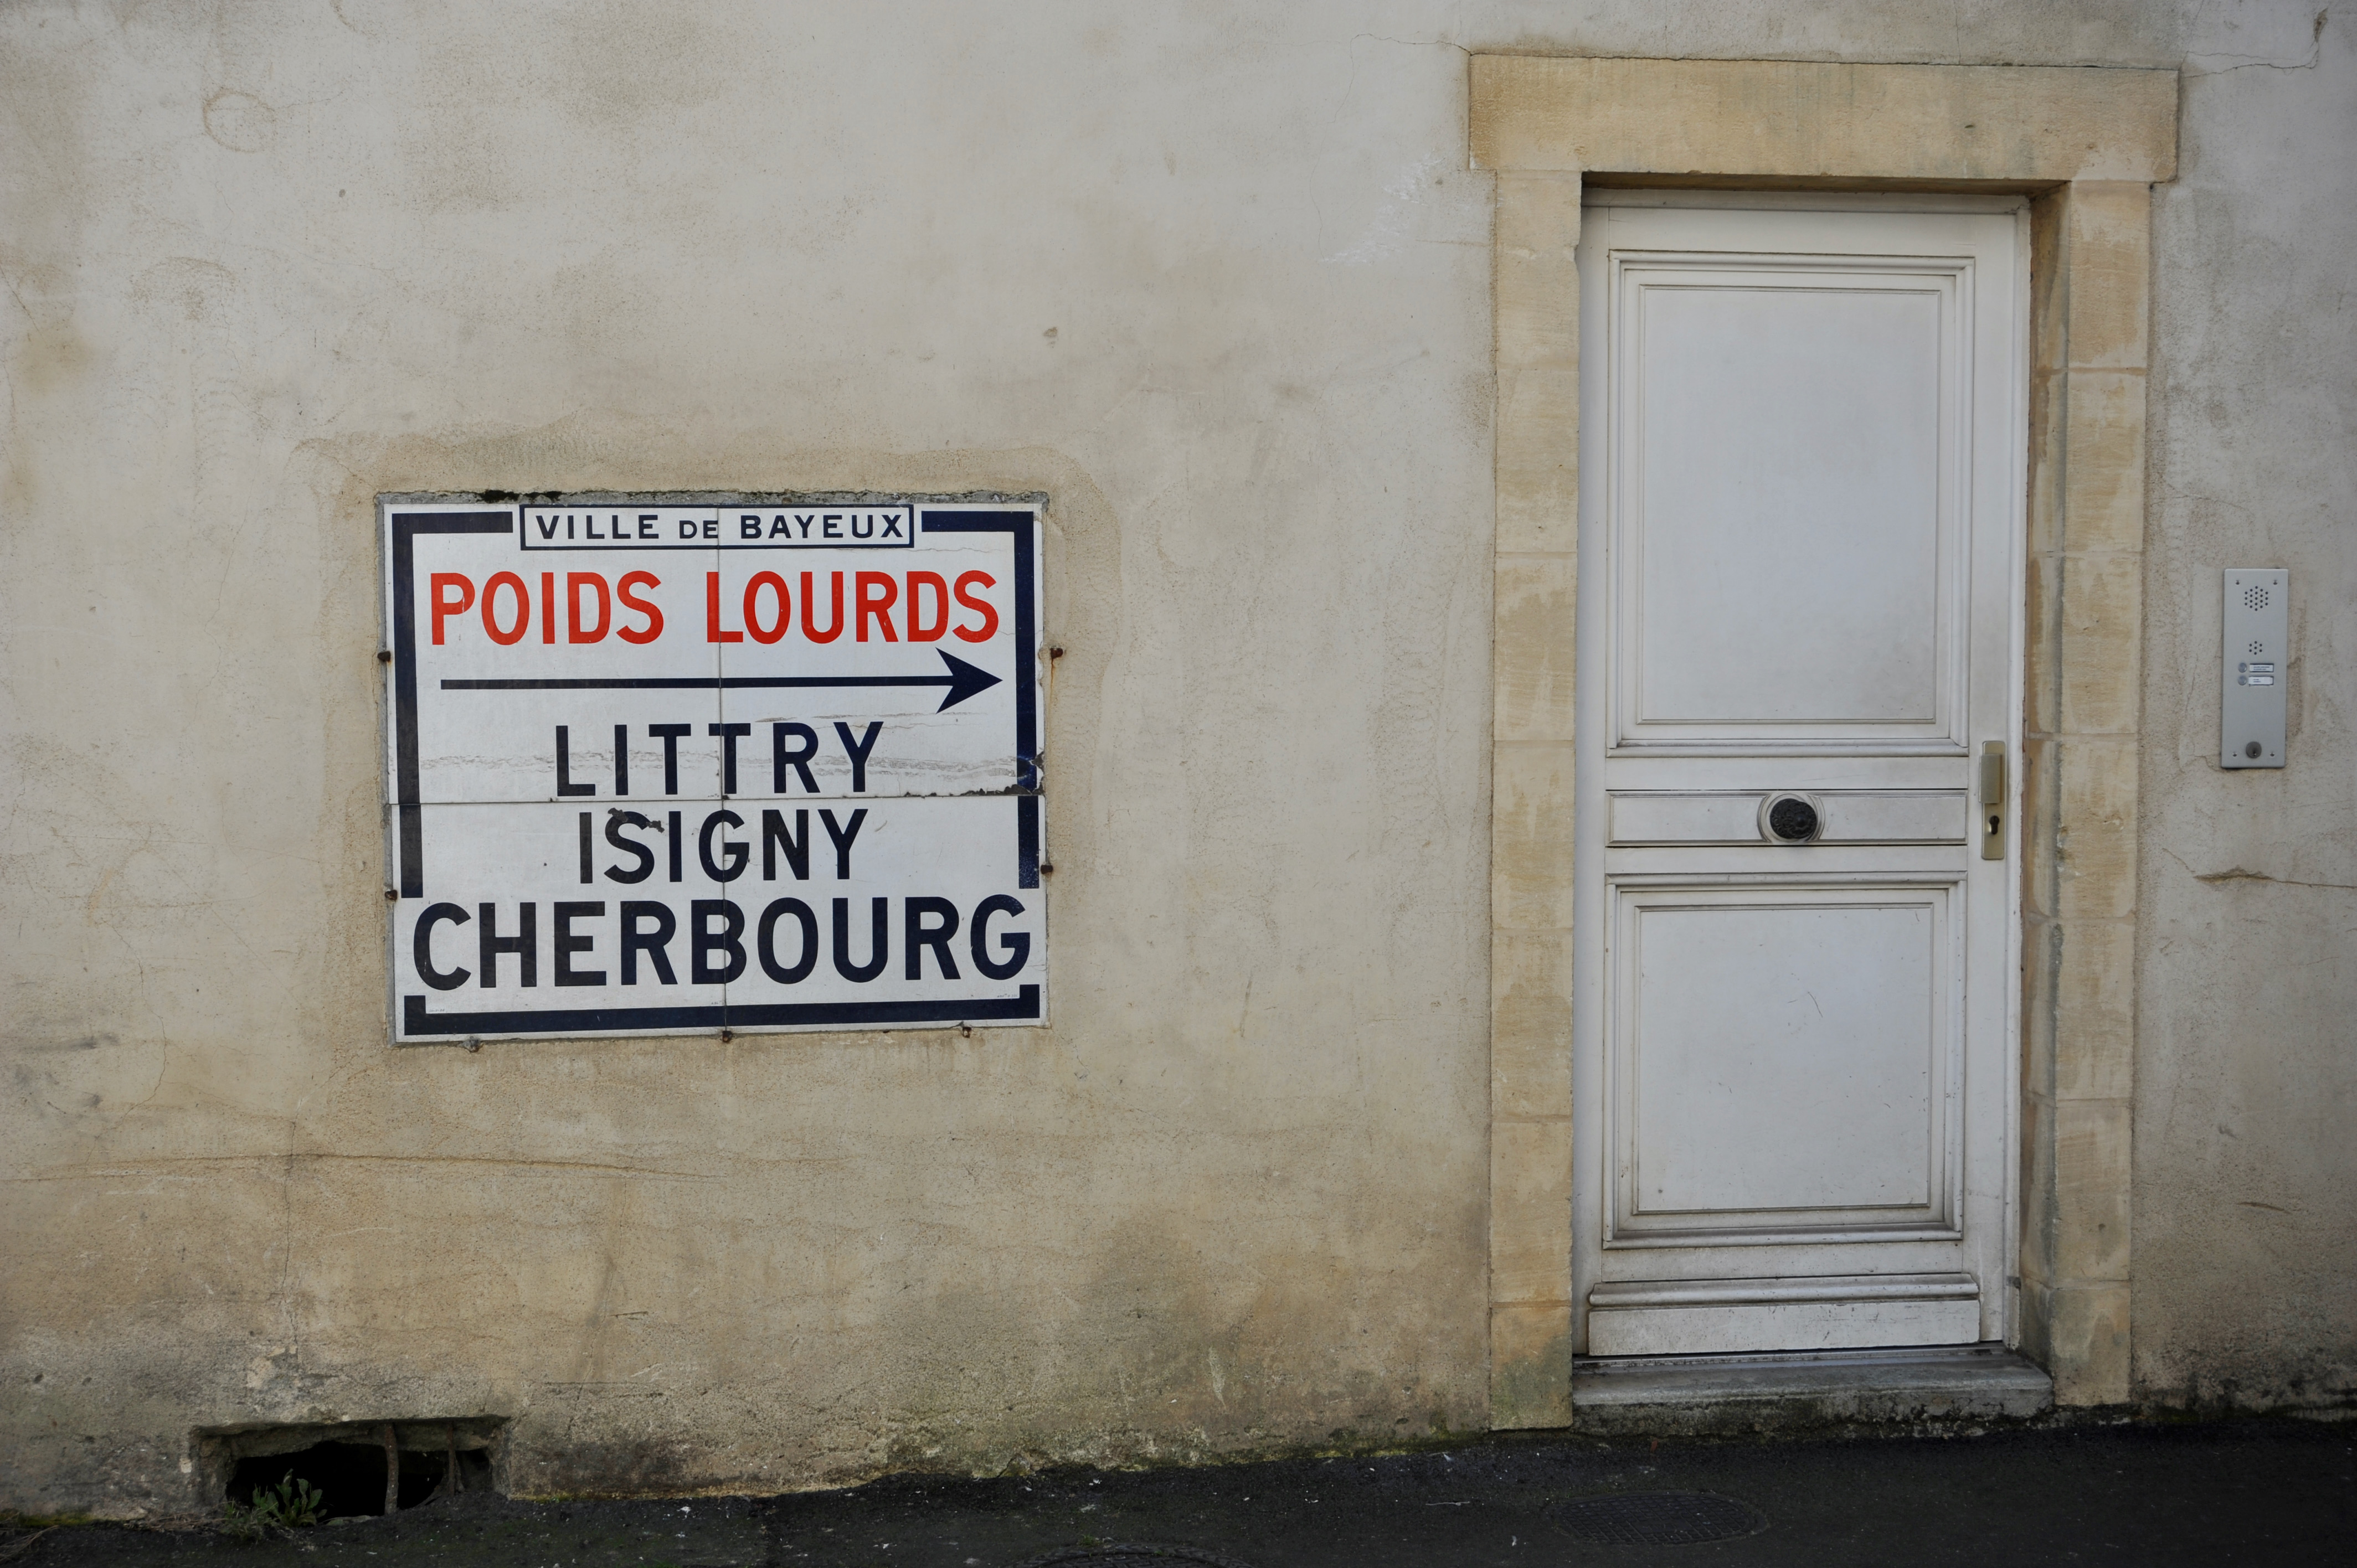 VILLE DE BAYEUX
POIDS LOURDS
LITTRY
ISIGNY
CHERBOURG